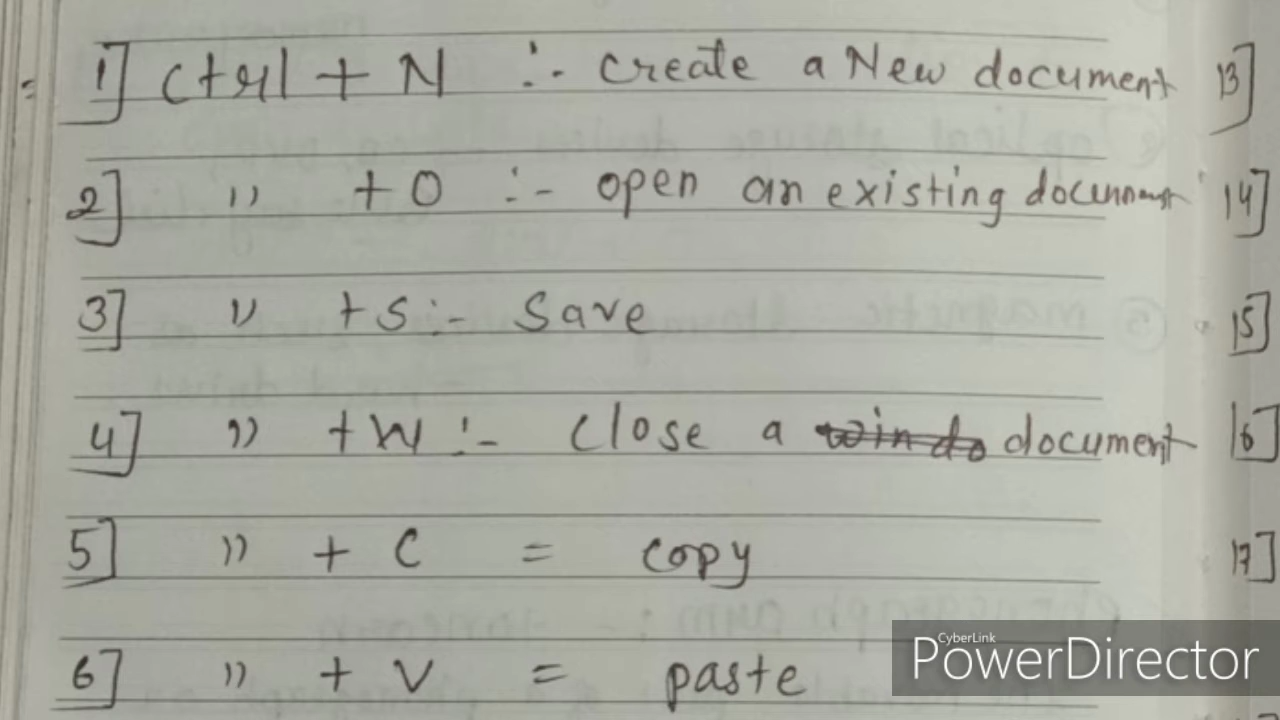 1] Ctrl + N :- Create a New document 13]
2] " + O :- open an existing document 14]
3] " + S :- Save 15]
4] " + W :- Close a windo document 16]
5] " + C = copy 17]
6] " + V = paste
CyberLink
PowerDirector